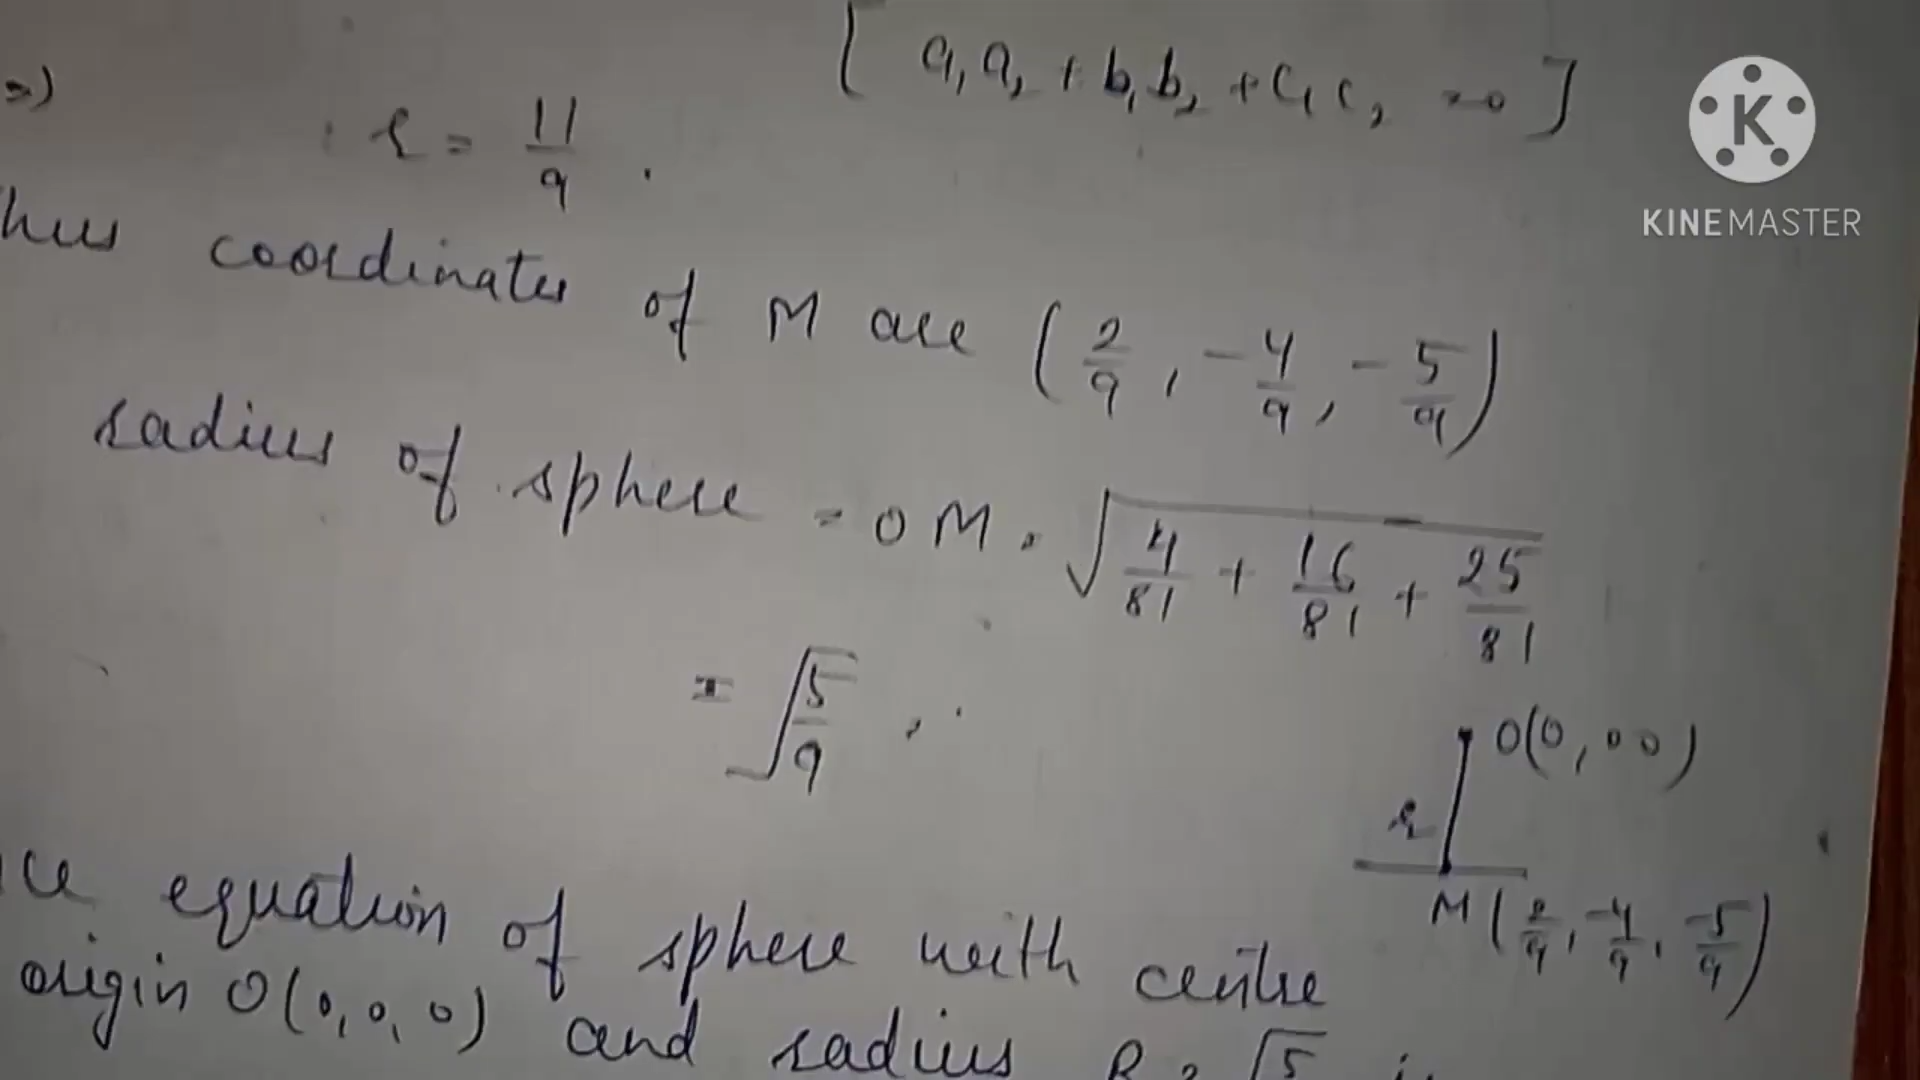 [ a₁a₂ + b₁b₂ + c₁c₂ = 0 ]
⇒) r = 11/9 .
K
KINEMASTER
hus coordinates of M are (2/9, -4/9, -5/9)
radius of sphere = OM = √(4/81 + 16/81 + 25/81)
= √(5/9) .
O(0, 0 0)
r
M(2/9, -4/9, -5/9)
ce equation of sphere with centre
origin O(0, 0, 0) and radius